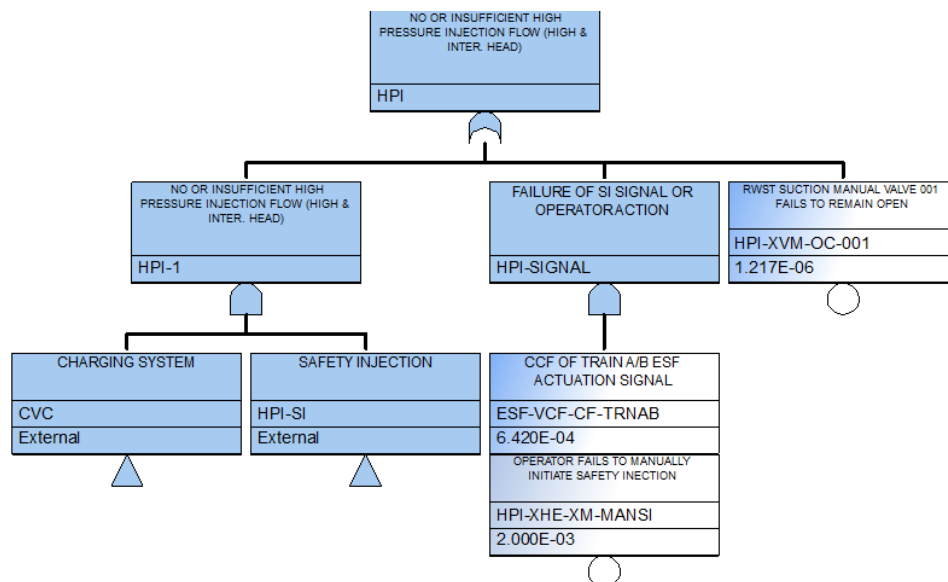 NO OR INSUFFICIENT HIGH
PRESSURE INJECTION FLOW (HIGH &
INTER. HEAD)
HPI
NO OR INSUFFICIENT HIGH
PRESSURE INJECTION FLOW (HIGH &
INTER. HEAD)
HPI-1
FAILURE OF SI SIGNAL OR
OPERATOR ACTION
HPI-SIGNAL
RWST SUCTION MANUAL VALVE 001
FAILS TO REMAIN OPEN
HPI-XVM-OC-001
1.217E-06
CHARGING SYSTEM
CVC
External
SAFETY INJECTION
HPI-SI
External
CCF OF TRAIN A/B ESF
ACTUATION SIGNAL
ESF-VCF-CF-TRNAB
6.420E-04
OPERATOR FAILS TO MANUALLY
INITIATE SAFETY INECTION
HPI-XHE-XM-MANSI
2.000E-03